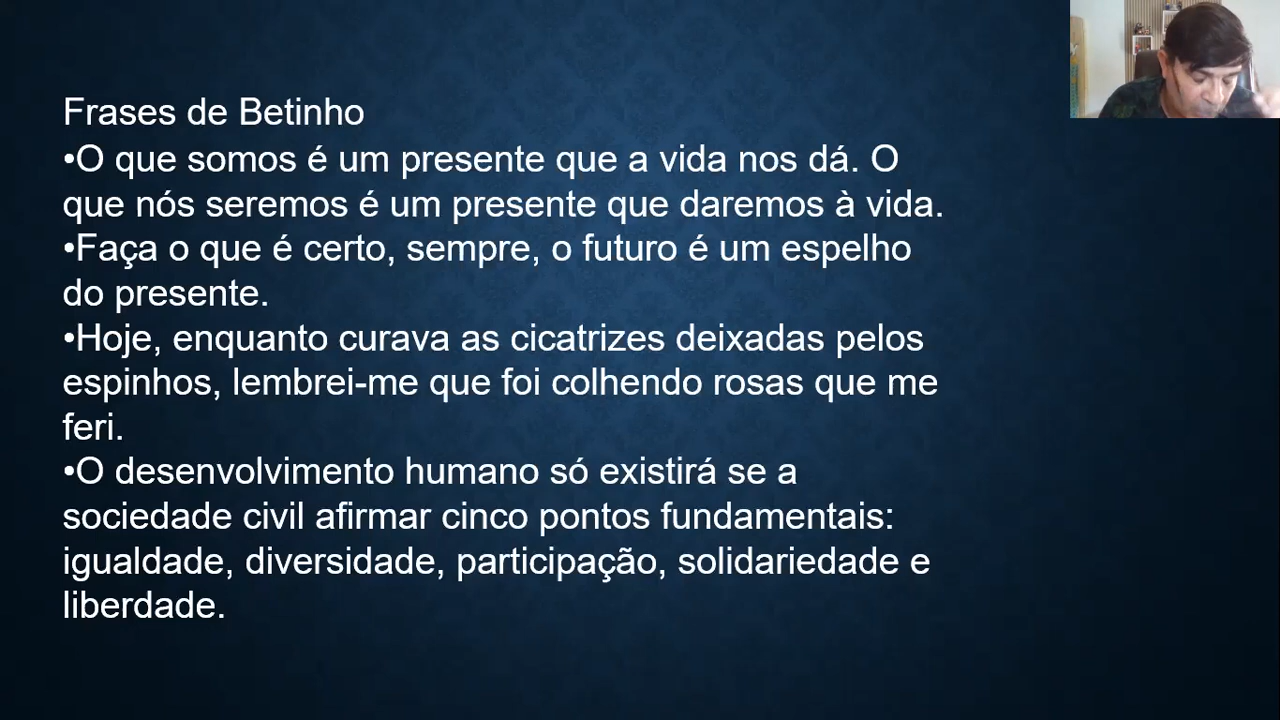 Frases de Betinho
•O que somos é um presente que a vida nos dá. O
que nós seremos é um presente que daremos à vida.
•Faça o que é certo, sempre, o futuro é um espelho
do presente.
•Hoje, enquanto curava as cicatrizes deixadas pelos
espinhos, lembrei-me que foi colhendo rosas que me
feri.
•O desenvolvimento humano só existirá se a
sociedade civil afirmar cinco pontos fundamentais:
igualdade, diversidade, participação, solidariedade e
liberdade.